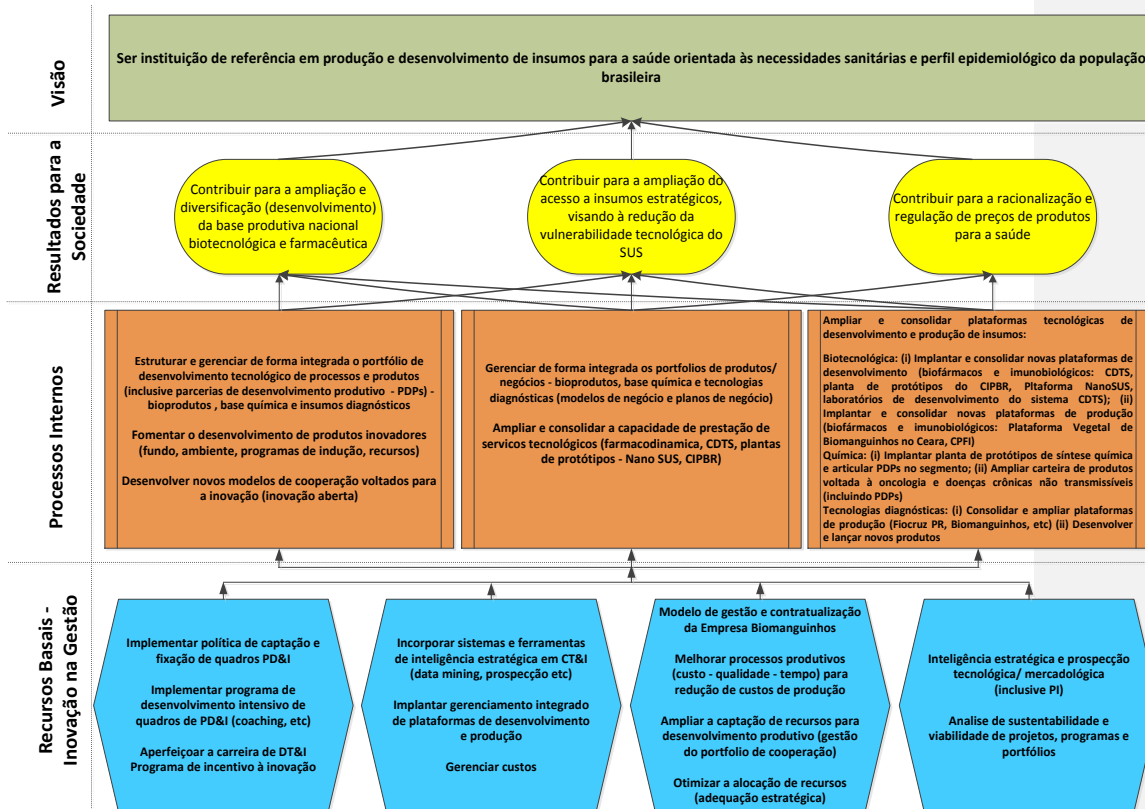 Visão
Ser instituição de referência em produção e desenvolvimento de insumos para a saúde orientada às necessidades sanitárias e perfil epidemiológico da população
brasileira
Resultados para a
Sociedade
Contribuir para a ampliação e
diversificação (desenvolvimento)
da base produtiva nacional
biotecnológica e farmacêutica
Contribuir para a ampliação do
acesso a insumos estratégicos,
visando à redução da
vulnerabilidade tecnológica do
SUS
Contribuir para a racionalização e
regulação de preços de produtos
para a saúde
Processos Internos
Estruturar e gerenciar de forma integrada o portfólio de
desenvolvimento tecnológico de processos e produtos
(inclusive parcerias de desenvolvimento produtivo - PDPs) -
bioprodutos , base química e insumos diagnósticos
Fomentar o desenvolvimento de produtos inovadores
(fundo, ambiente, programas de indução, recursos)
Desenvolver novos modelos de cooperação voltados para
a inovação (inovação aberta)
Gerenciar de forma integrada os portfolios de produtos/
negócios - bioprodutos, base química e tecnologias
diagnósticas (modelos de negócio e planos de negócio)
Ampliar e consolidar a capacidade de prestação de
servicos tecnológicos (farmacodinamica, CDTS, plantas
de protótipos - Nano SUS, CIPBR)
Ampliar e consolidar plataformas tecnológicas de
desenvolvimento e produção de insumos:
Biotecnológica: (i) Implantar e consolidar novas plataformas de
desenvolvimento (biofármacos e imunobiológicos: CDTS,
planta de protótipos do CIPBR, Pltaforma NanoSUS,
laboratórios de desenvolvimento do sistema CDTS); (ii)
Implantar e consolidar novas plataformas de produção
(biofármacos e imunobiológicos: Plataforma Vegetal de
Biomanguinhos no Ceara, CPFI)
Química: (i) Implantar planta de protótipos de síntese química
e articular PDPs no segmento; (ii) Ampliar carteira de produtos
voltada à oncologia e doenças crônicas não transmissíveis
(incluindo PDPs)
Tecnologias diagnósticas: (i) Consolidar e ampliar plataformas
de produção (Fiocruz PR, Biomanguinhos, etc) (ii) Desenvolver
e lançar novos produtos
Recursos Basais -
Inovação na Gestão
Implementar política de captação e
fixação de quadros PD&I
Implementar programa de
desenvolvimento intensivo de
quadros de PD&I (coaching, etc)
Aperfeiçoar a carreira de DT&I
Programa de incentivo à inovação
Incorporar sistemas e ferramentas
de inteligência estratégica em CT&I
(data mining, prospecção etc)
Implantar gerenciamento integrado
de plataformas de desenvolvimento
e produção
Gerenciar custos
Modelo de gestão e contratualização
da Empresa Biomanguinhos
Melhorar processos produtivos
(custo - qualidade - tempo) para
redução de custos de produção
Ampliar a captação de recursos para
desenvolvimento produtivo (gestão
do portfolio de cooperação)
Otimizar a alocação de recursos
(adequação estratégica)
Inteligência estratégica e prospecção
tecnológica/ mercadológica
(inclusive PI)
Analise de sustentabilidade e
viabilidade de projetos, programas e
portfólios